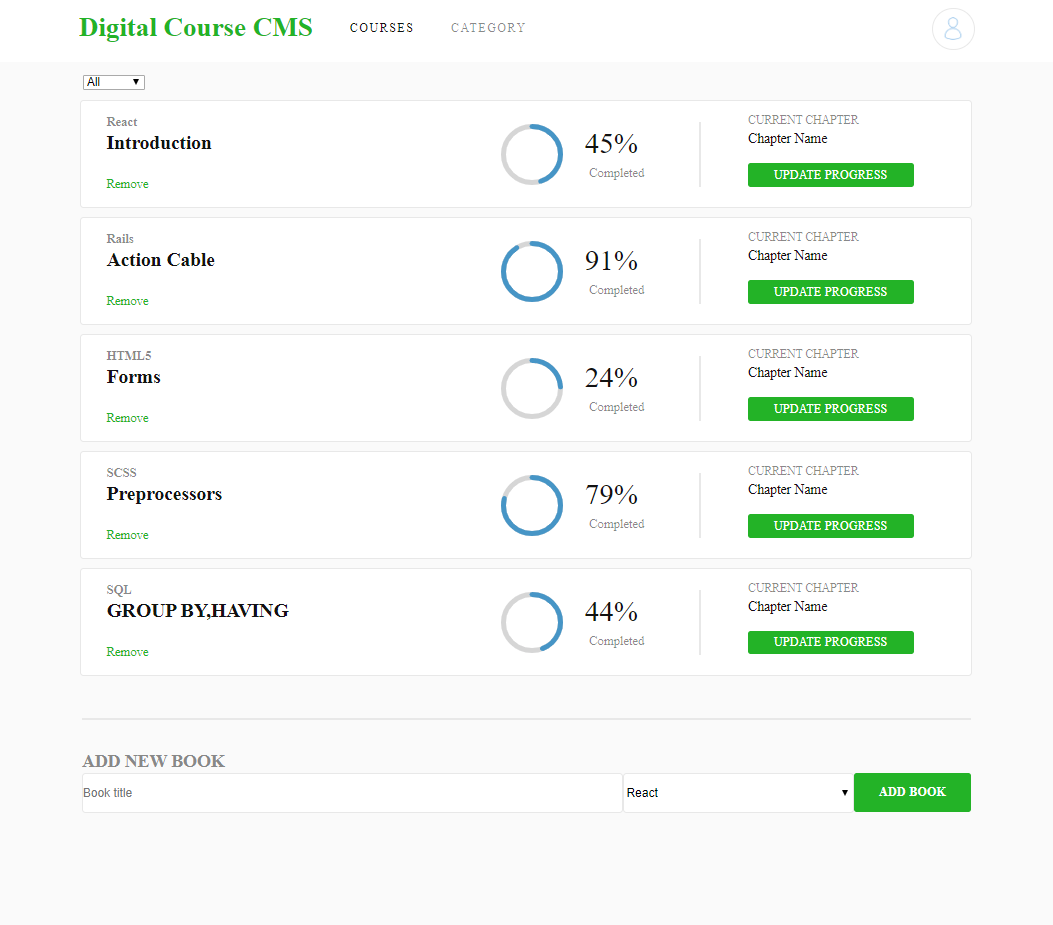 Digital Course CMS COURSES CATEGORY
All
React
Introduction
Remove
45%
Completed
CURRENT CHAPTER
Chapter Name
UPDATE PROGRESS
Rails
Action Cable
Remove
91%
Completed
CURRENT CHAPTER
Chapter Name
UPDATE PROGRESS
HTML5
Forms
Remove
24%
Completed
CURRENT CHAPTER
Chapter Name
UPDATE PROGRESS
SCSS
Preprocessors
Remove
79%
Completed
CURRENT CHAPTER
Chapter Name
UPDATE PROGRESS
SQL
GROUP BY,HAVING
Remove
44%
Completed
CURRENT CHAPTER
Chapter Name
UPDATE PROGRESS
ADD NEW BOOK
Book title React ADD BOOK